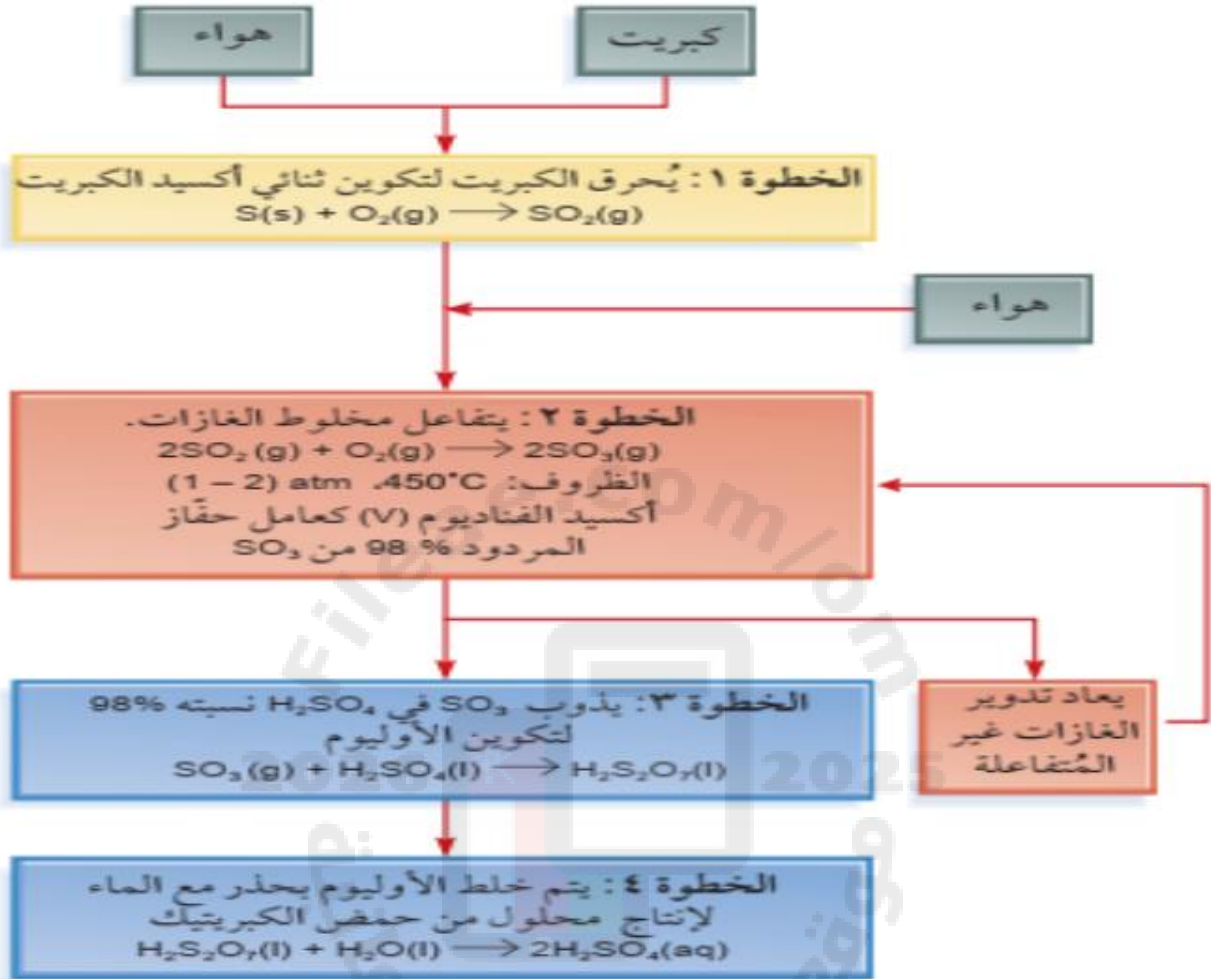 هواء
كبريت
الخطوة ١: يُحرق الكبريت لتكوين ثنائي أكسيد الكبريت
S(s) + O₂(g) ⟶ SO₂(g)
هواء
الخطوة ٢: يتفاعل مخلوط الغازات.
2SO₂(g) + O₂(g) ⟶ 2SO₃(g)
الظروف: 450°C، (1 – 2) atm
أكسيد الفناديوم (V) كعامل حفّاز
المردود % 98 من SO₃
الخطوة ٣: يذوب SO₃ في H₂SO₄ نسبته 98%
لتكوين الأوليوم
SO₃(g) + H₂SO₄(l) ⟶ H₂S₂O₇(l)
يعاد تدوير
الغازات غير
المُتفاعلة
الخطوة ٤: يتم خلط الأوليوم بحذر مع الماء
لإنتاج محلول من حمض الكبريتيك
H₂S₂O₇(l) + H₂O(l) ⟶ 2H₂SO₄(aq)
2025